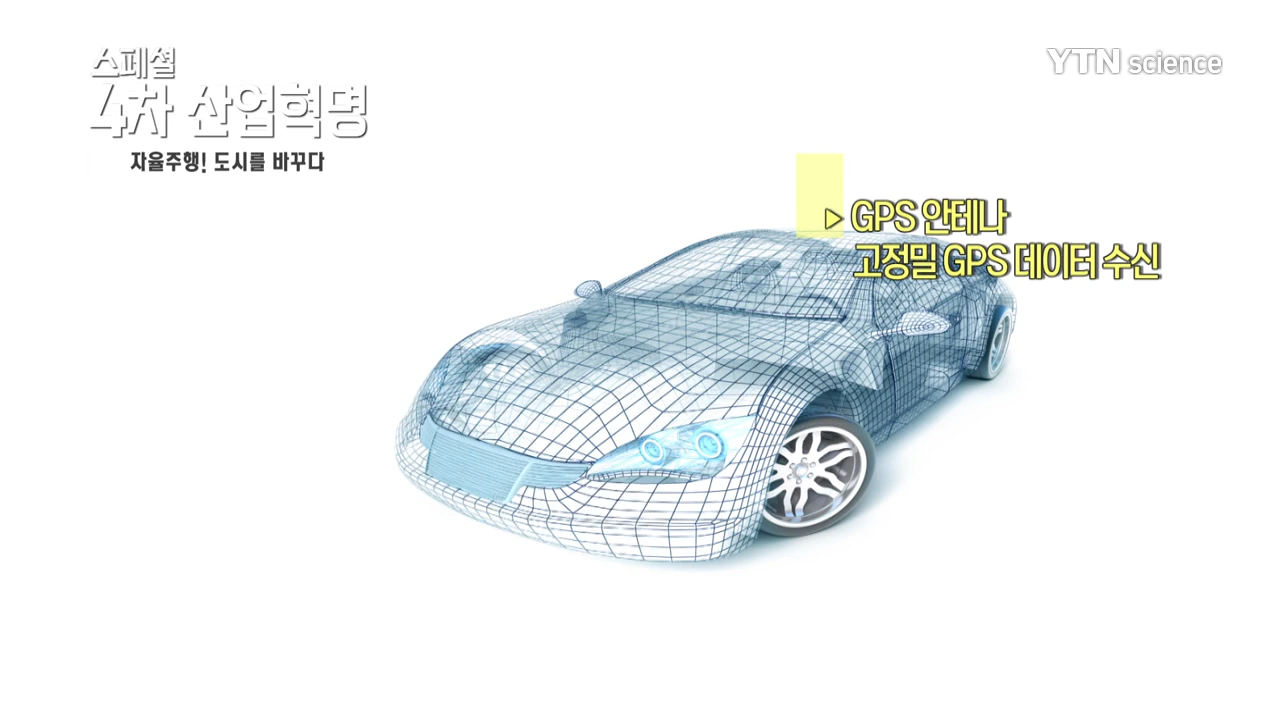 스페셜
4차 산업혁명
자율주행! 도시를 바꾸다
YTN science
GPS 안테나
고정밀 GPS 데이터 수신